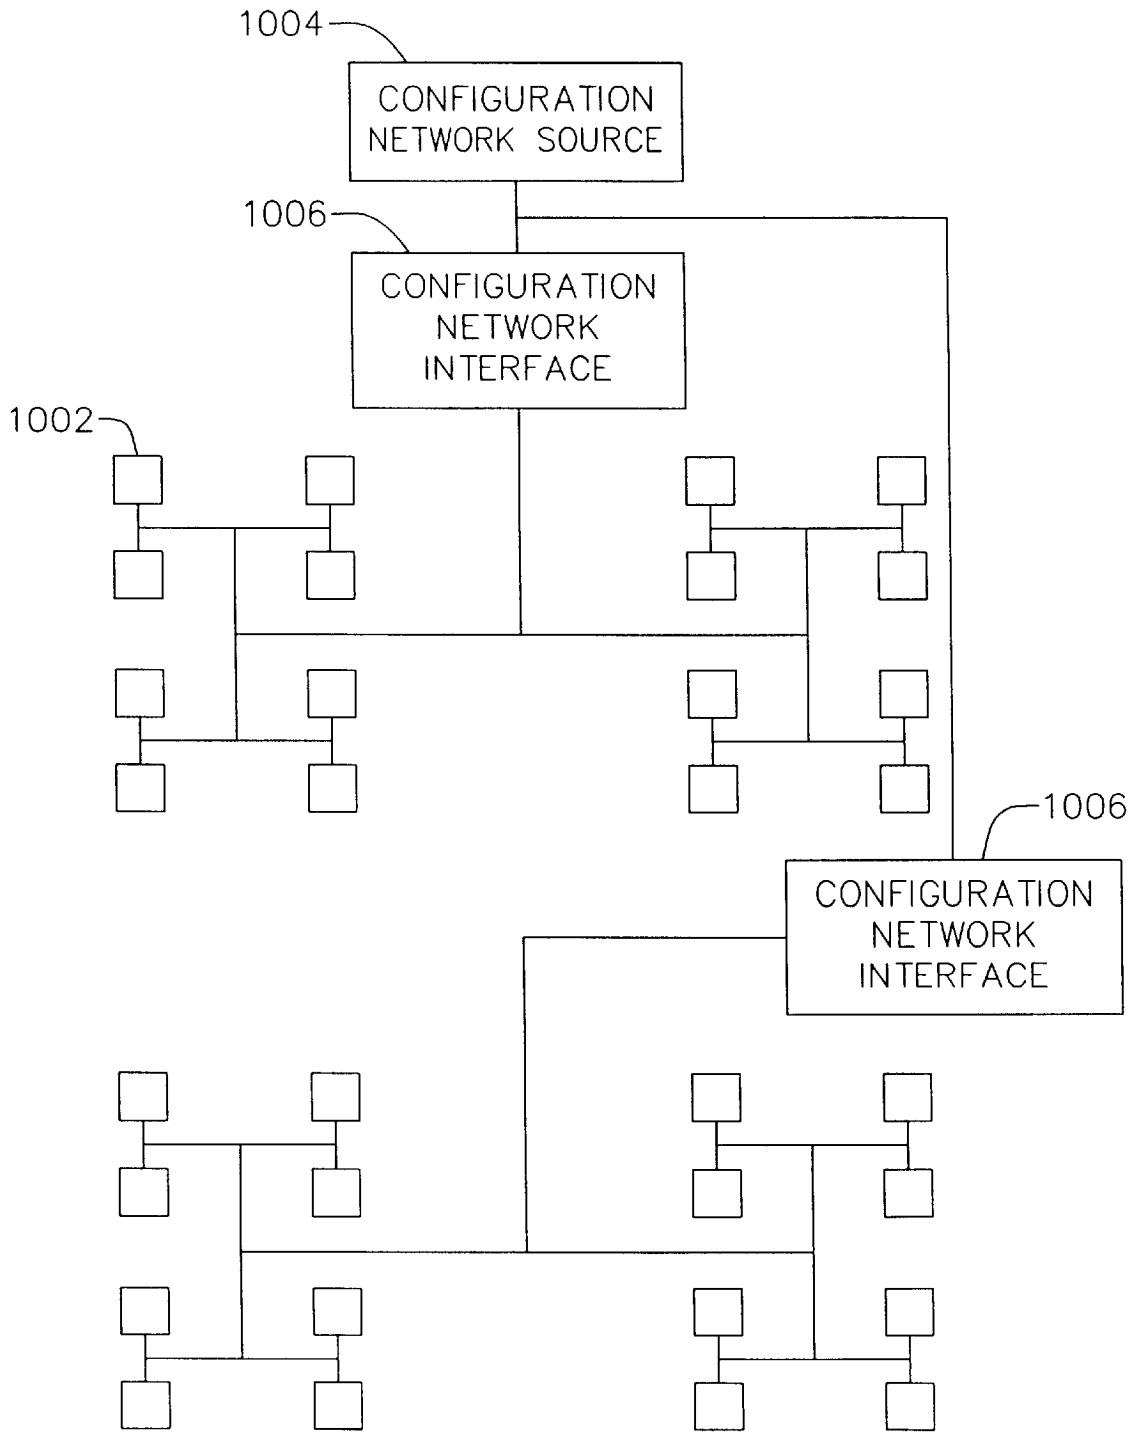 1004
CONFIGURATION
NETWORK SOURCE
1006
CONFIGURATION
NETWORK
INTERFACE
1002
1006
CONFIGURATION
NETWORK
INTERFACE